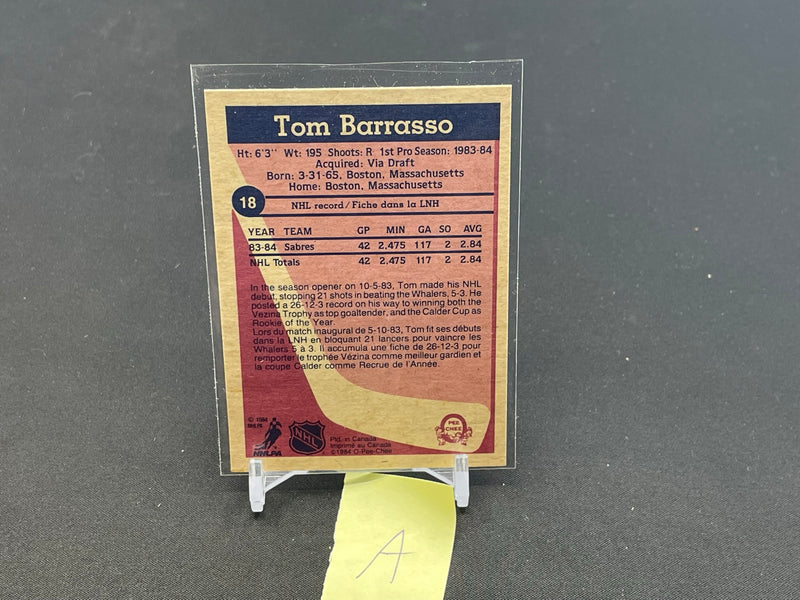 Tom Barrasso
Ht: 6'3" Wt: 195 Shoots: R 1st Pro Season: 1983-84
Acquired: Via Draft
Born: 3-31-65, Boston, Massachusetts
Home: Boston, Massachusetts
18
NHL record/Fiche dans la LNH
YEAR TEAM GP MIN GA SO AVG
83-84 Sabres 42 2,475 117 2 2.84
NHL Totals 42 2,475 117 2 2.84
In the season opener on 10-5-83, Tom made his NHL
debut, stopping 21 shots in beating the Whalers, 5-3. He
posted a 26-12-3 record on his way to winning both the
Vezina Trophy as top goaltender, and the Calder Cup as
Rookie of the Year.
Lors du match inaugural de 5-10-83, Tom fit ses débuts
dans la LNH en bloquant 21 lancers pour vaincre les
Whalers 5 à 3. Il accumula une fiche de 26-12-3 pour
remporter le trophée Vézina comme meilleur gardien et
la coupe Calder comme Recrue de l'Année.
© 1984
NHLPA
NHLPA
NHL
Ptd. in Canada
Imprimé au Canada
©1984 O-Pee-Chee
PEE
CHEE
A